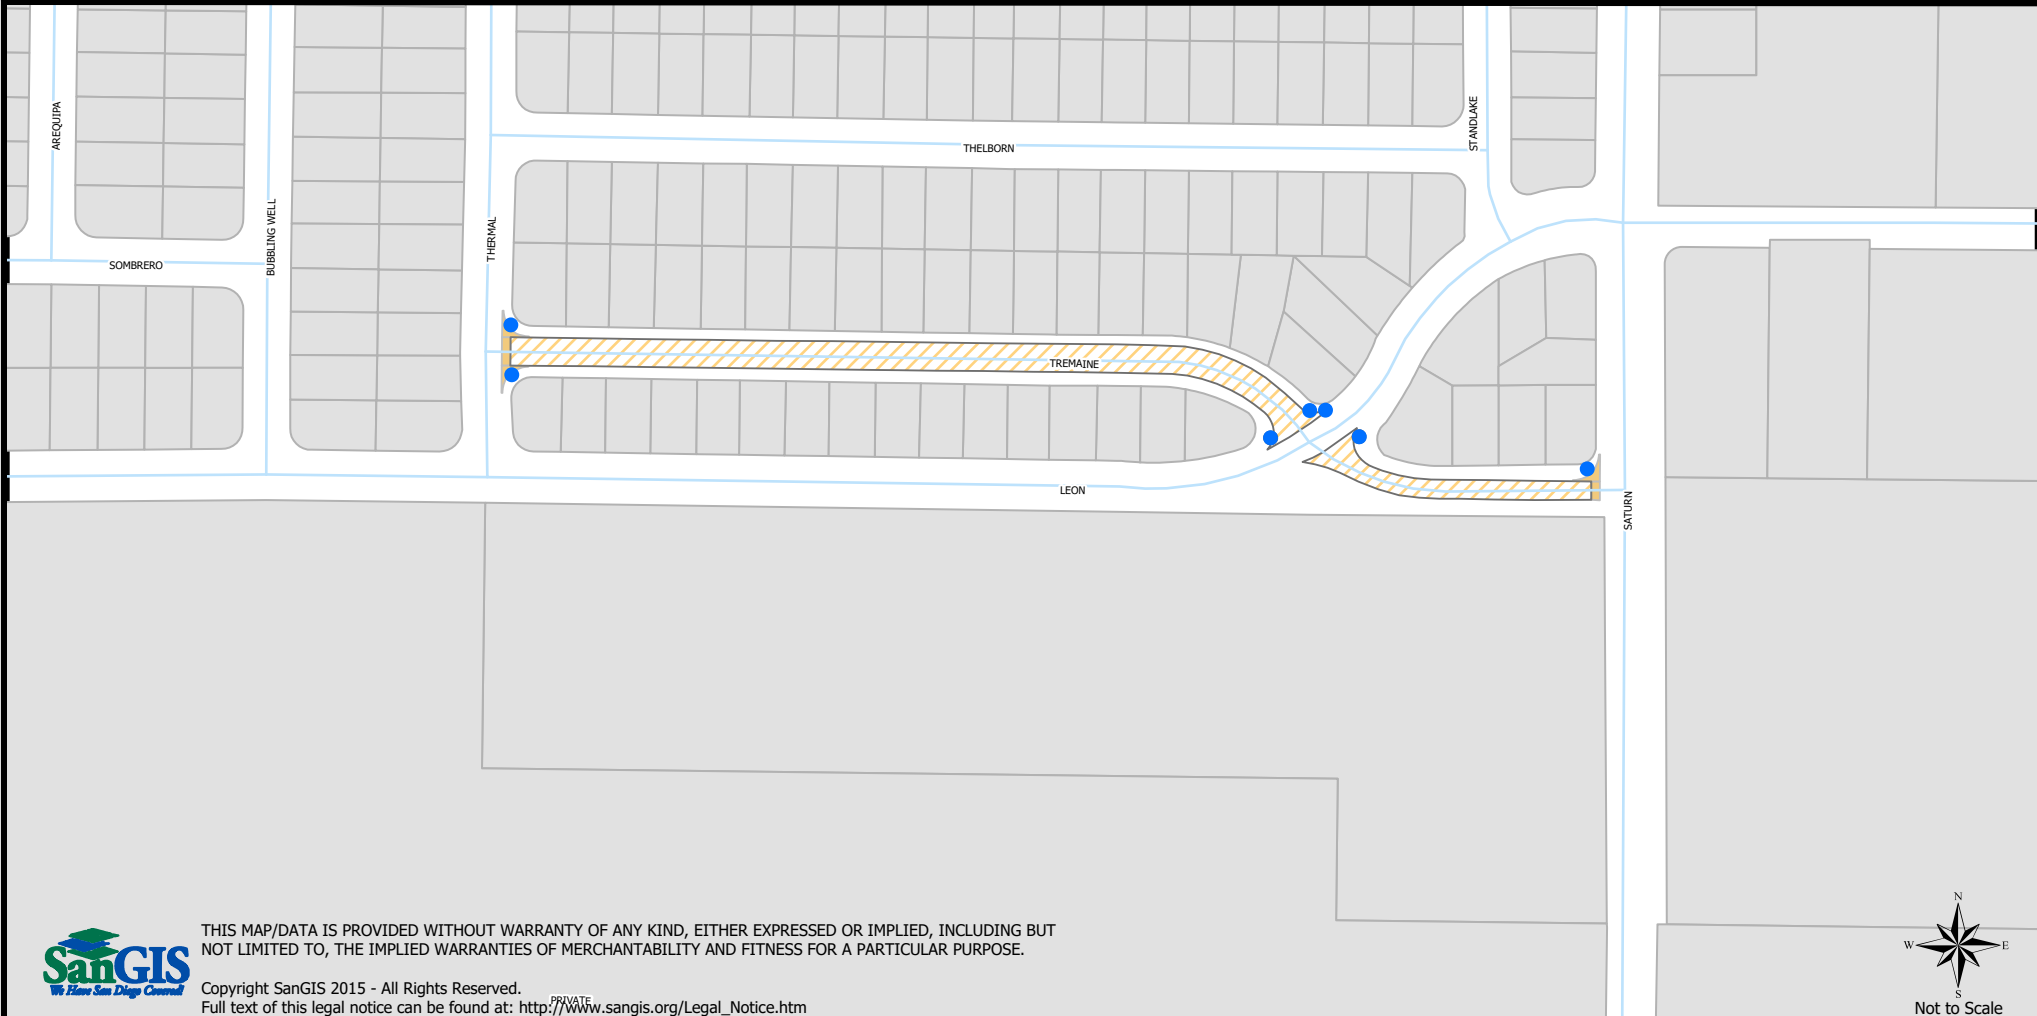 AREQUIPA
STANDLAKE
THELBORN
BUBBLING WELL
THERMAL
SOMBRERO
TREMAINE
LEON
SATURN
SanGIS
We Have San Diego Covered!
THIS MAP/DATA IS PROVIDED WITHOUT WARRANTY OF ANY KIND, EITHER EXPRESSED OR IMPLIED, INCLUDING BUT
NOT LIMITED TO, THE IMPLIED WARRANTIES OF MERCHANTABILITY AND FITNESS FOR A PARTICULAR PURPOSE.
Copyright SanGIS 2015 - All Rights Reserved.
PRIVATE
Full text of this legal notice can be found at: http://www.sangis.org/Legal_Notice.htm
N
W
E
S
Not to Scale